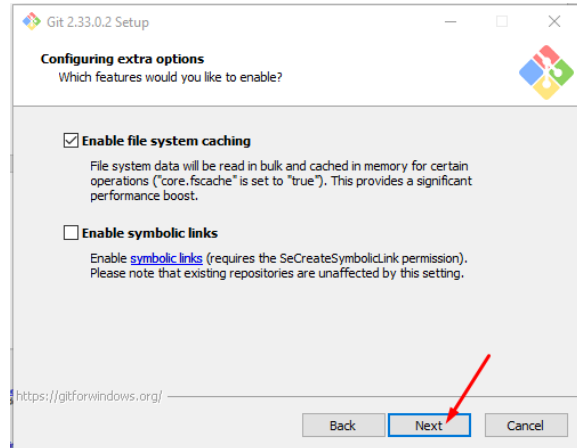 Git 2.33.0.2 Setup
Configuring extra options
Which features would you like to enable?
Enable file system caching
File system data will be read in bulk and cached in memory for certain
operations ("core.fscache" is set to "true"). This provides a significant
performance boost.
Enable symbolic links
Enable symbolic links (requires the SeCreateSymbolicLink permission).
Please note that existing repositories are unaffected by this setting.
https://gitforwindows.org/
Back
Next
Cancel